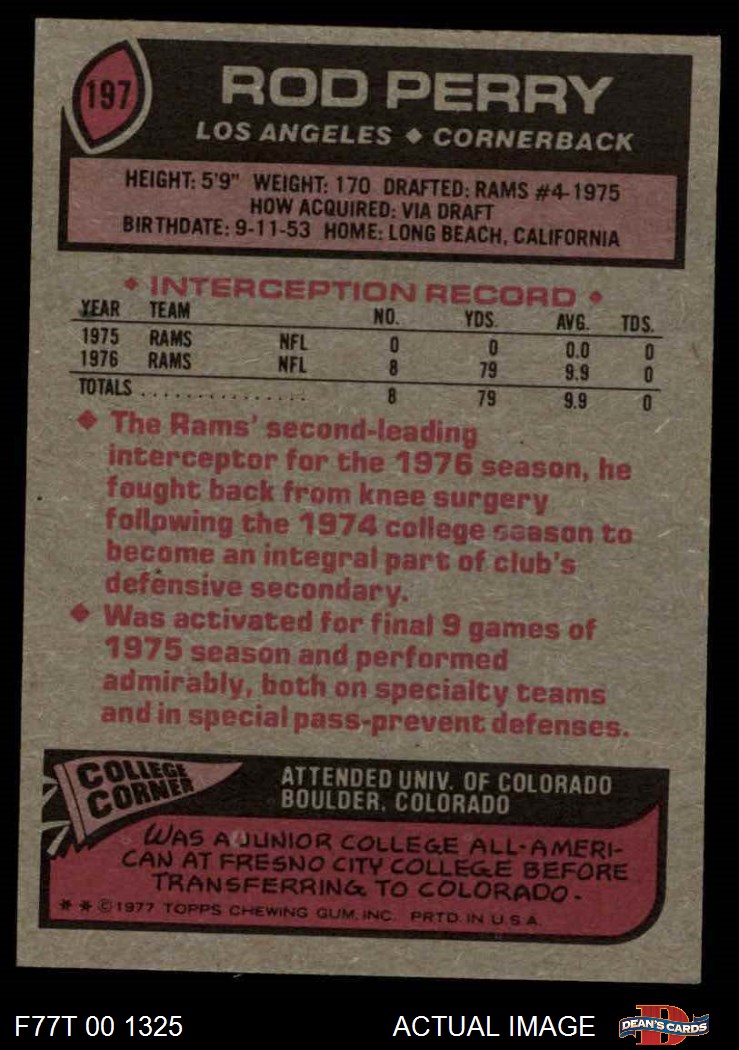 197
ROD PERRY
LOS ANGELES ◆ CORNERBACK
HEIGHT: 5'9" WEIGHT: 170 DRAFTED: RAMS #4-1975
HOW ACQUIRED: VIA DRAFT
BIRTHDATE: 9-11-53 HOME: LONG BEACH, CALIFORNIA
◆ INTERCEPTION RECORD ◆
YEAR TEAM NO. YDS. AVG. TDS.
1975 RAMS NFL 0 0 0.0 0
1976 RAMS NFL 8 79 9.9 0
TOTALS . . . . . . . . . . . . . . . 8 79 9.9 0
◆ The Rams' second-leading
interceptor for the 1976 season, he
fought back from knee surgery
following the 1974 college season to
become an integral part of club's
defensive secondary.
◆ Was activated for final 9 games of
1975 season and performed
admirably, both on specialty teams
and in special pass-prevent defenses.
COLLEGE
CORNER
ATTENDED UNIV. OF COLORADO
BOULDER, COLORADO
WAS A JUNIOR COLLEGE ALL-AMERI-
CAN AT FRESNO CITY COLLEGE BEFORE
TRANSFERRING TO COLORADO.
* * © 1977 TOPPS CHEWING GUM, INC. PRTD. IN U.S.A.
F77T 00 1325
ACTUAL IMAGE
D
DEAN'S CARDS